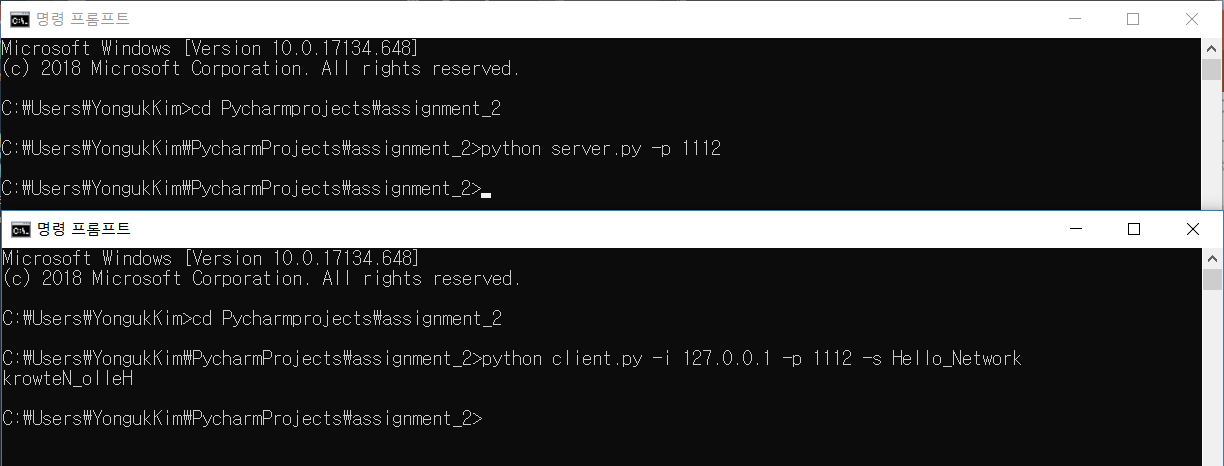 명령 프롬프트
Microsoft Windows [Version 10.0.17134.648]
(c) 2018 Microsoft Corporation. All rights reserved.
C:₩Users₩YongukKim>cd Pycharmprojects₩assignment_2
C:₩Users₩YongukKim₩PycharmProjects₩assignment_2>python server.py -p 1112
C:₩Users₩YongukKim₩PycharmProjects₩assignment_2>
명령 프롬프트
Microsoft Windows [Version 10.0.17134.648]
(c) 2018 Microsoft Corporation. All rights reserved.
C:₩Users₩YongukKim>cd Pycharmprojects₩assignment_2
C:₩Users₩YongukKim₩PycharmProjects₩assignment_2>python client.py -i 127.0.0.1 -p 1112 -s Hello_Network
krowteN_olleH
C:₩Users₩YongukKim₩PycharmProjects₩assignment_2>